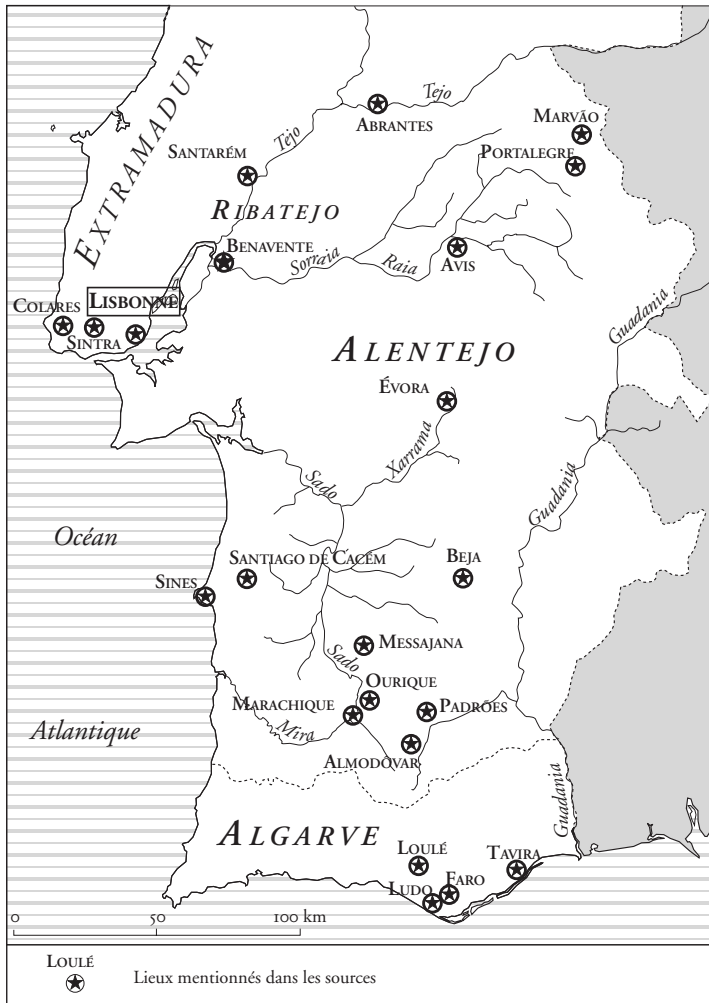 EXTRAMADURA
Tejo
Tejo
ABRANTES
MARVÃO
SANTARÉM
PORTALEGRE
RIBATEJO
BENAVENTE
Sorraia
Raia
AVIS
COLARES
LISBONNE
SINTRA
Guadania
ALENTEJO
ÉVORA
Xarrama
Sado
Guadania
Océan
SANTIAGO DE CACÉM
BEJA
SINES
MESSAJANA
Sado
OURIQUE
MARACHIQUE
PADRÕES
Mira
Atlantique
ALMODÒVAR
Guadania
ALGARVE
LOULÉ
TAVIRA
LUDO
FARO
0 50 100 km
LOULÉ
Lieux mentionnés dans les sources